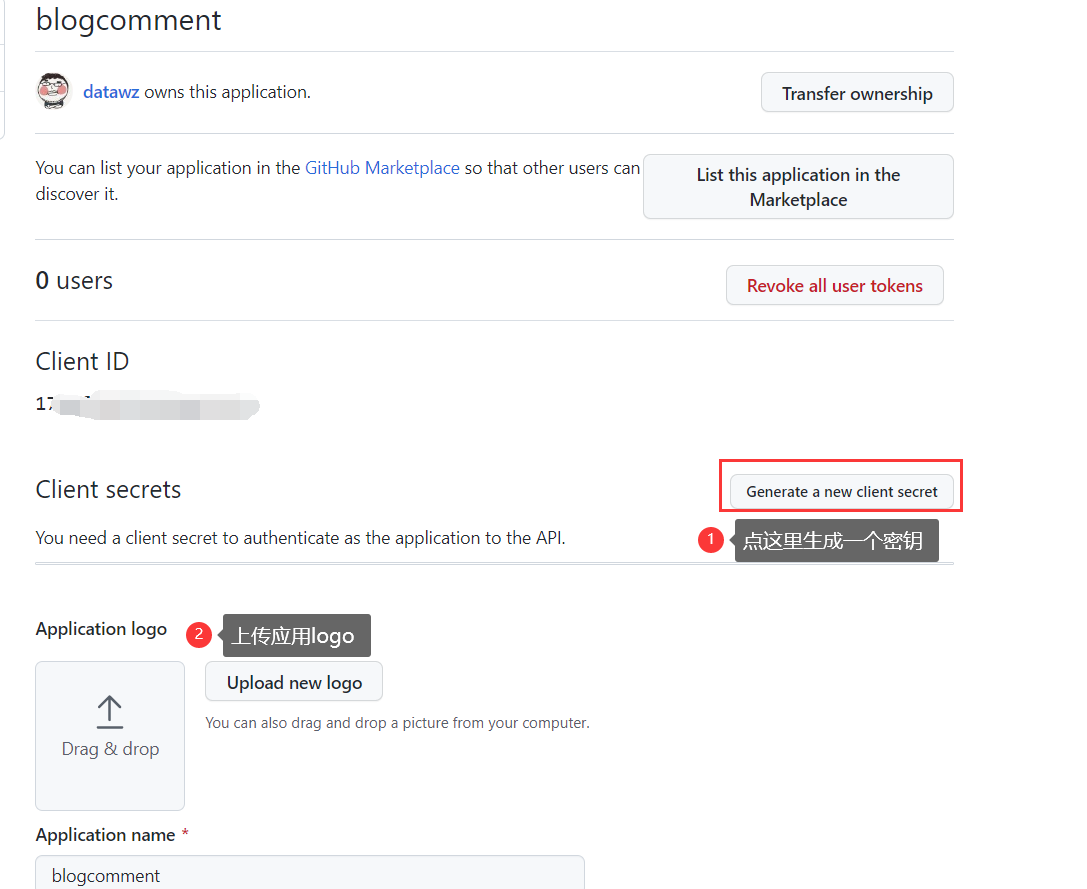 blogcomment
datawz owns this application.
Transfer ownership
You can list your application in the GitHub Marketplace so that other users can
discover it.
List this application in the
Marketplace
0 users
Revoke all user tokens
Client ID
17
Client secrets
Generate a new client secret
You need a client secret to authenticate as the application to the API.
1 点这里生成一个密钥
Application logo
2 上传应用logo
Upload new logo
You can also drag and drop a picture from your computer.
Drag & drop
Application name *
blogcomment